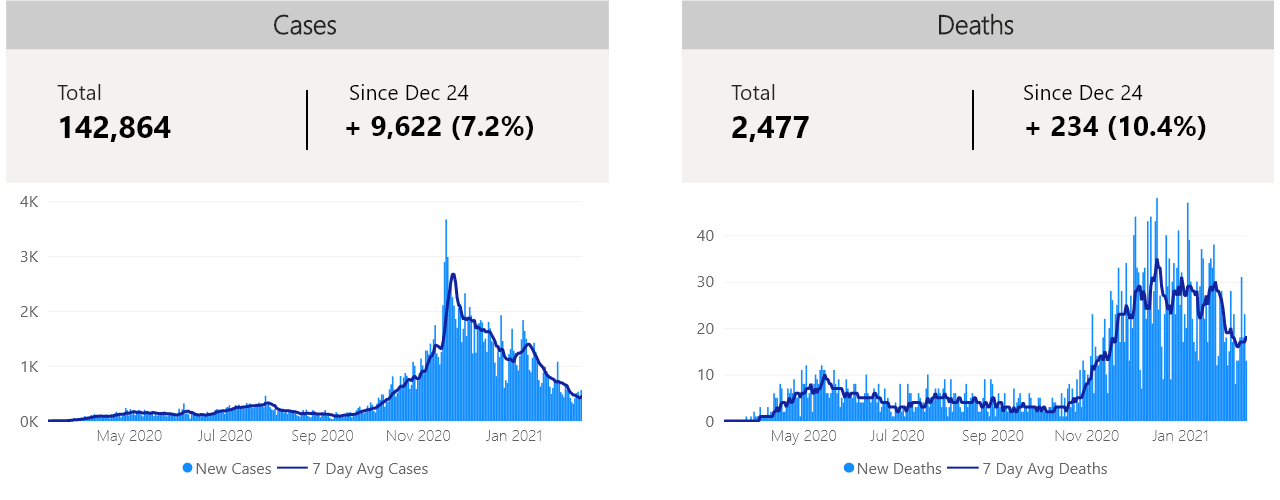 Cases
Total
Since Dec 24
142,864
+ 9,622 (7.2%)
4K
3K
2K
1K
0K
May 2020
Jul 2020
Sep 2020
Nov 2020
Jan 2021
New Cases
7 Day Avg Cases
Deaths
Total
Since Dec 24
2,477
+ 234 (10.4%)
40
30
20
10
0
May 2020
Jul 2020
Sep 2020
Nov 2020
Jan 2021
New Deaths
7 Day Avg Deaths